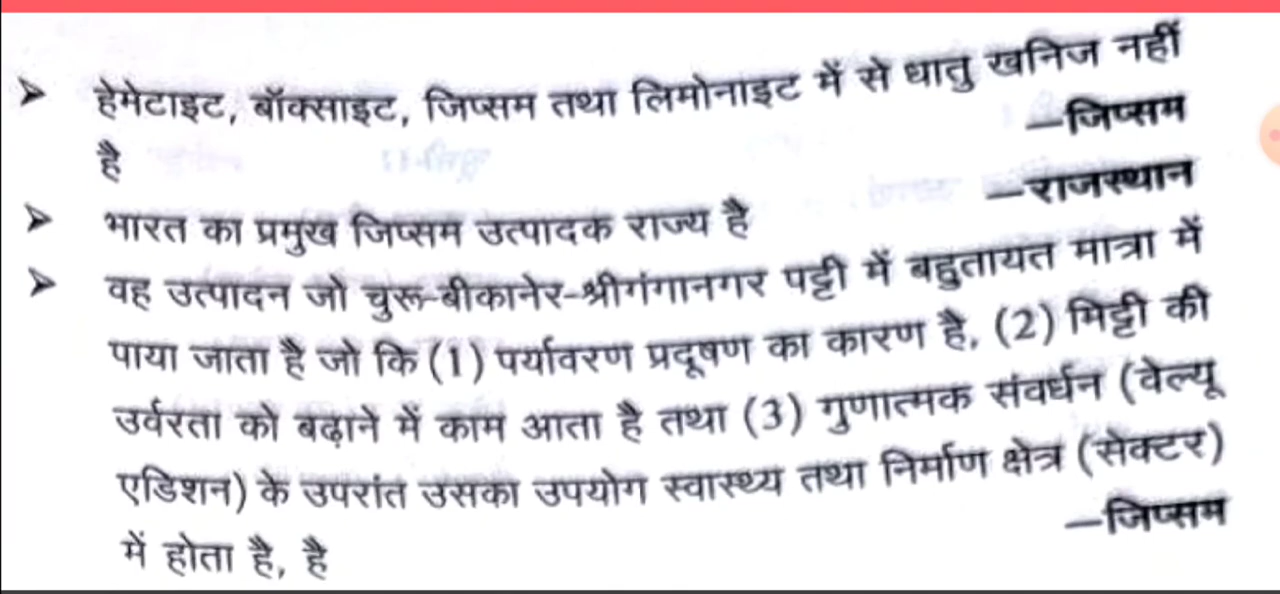 ➤ हेमेटाइट, बॉक्साइट, जिप्सम तथा लिमोनाइट में से धातु खनिज नहीं
है —जिप्सम
➤ भारत का प्रमुख जिप्सम उत्पादक राज्य है —राजस्थान
➤ वह उत्पादन जो चुरू-बीकानेर-श्रीगंगानगर पट्टी में बहुतायत मात्रा में
पाया जाता है जो कि (1) पर्यावरण प्रदूषण का कारण है, (2) मिट्टी की
उर्वरता को बढ़ाने में काम आता है तथा (3) गुणात्मक संवर्धन (वेल्यू
एडिशन) के उपरांत उसका उपयोग स्वास्थ्य तथा निर्माण क्षेत्र (सेक्टर)
में होता है, है —जिप्सम